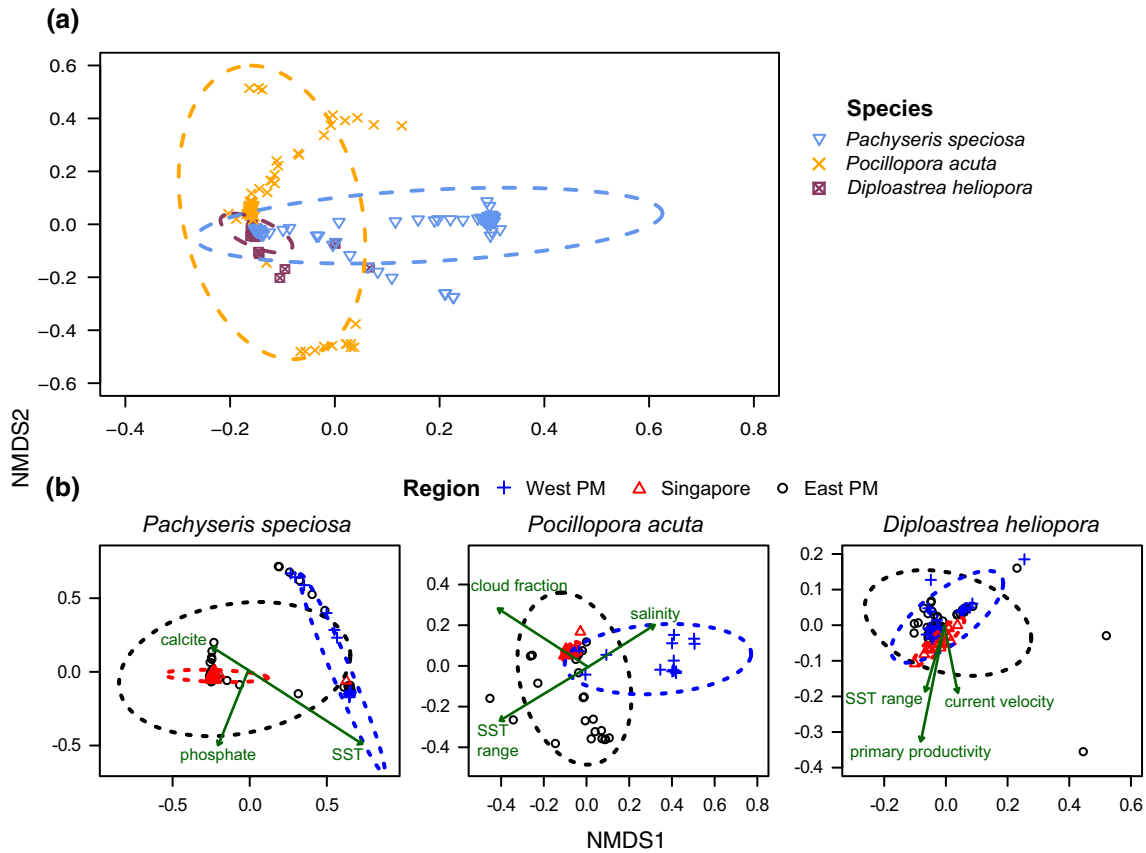 (a)
0.6
0.4
0.2
0.0
−0.2
−0.4
−0.6
−0.4 −0.2 0.0 0.2 0.4 0.6 0.8
Species
Pachyseris speciosa
Pocillopora acuta
Diploastrea heliopora
NMDS2
(b)
Region West PM Singapore East PM
Pachyseris speciosa
0.5
0.0
-0.5
-0.5 0.0 0.5
calcite
phosphate
SST
Pocillopora acuta
0.4
0.2
0.0
-0.2
-0.4
-0.4 -0.2 0.0 0.2 0.4 0.6 0.8
cloud fraction
salinity
SST
range
Diploastrea heliopora
0.2
0.1
0.0
-0.1
-0.2
-0.3
-0.4
-0.2 0.0 0.2 0.4 0.6
SST range
current velocity
primary productivity
NMDS1